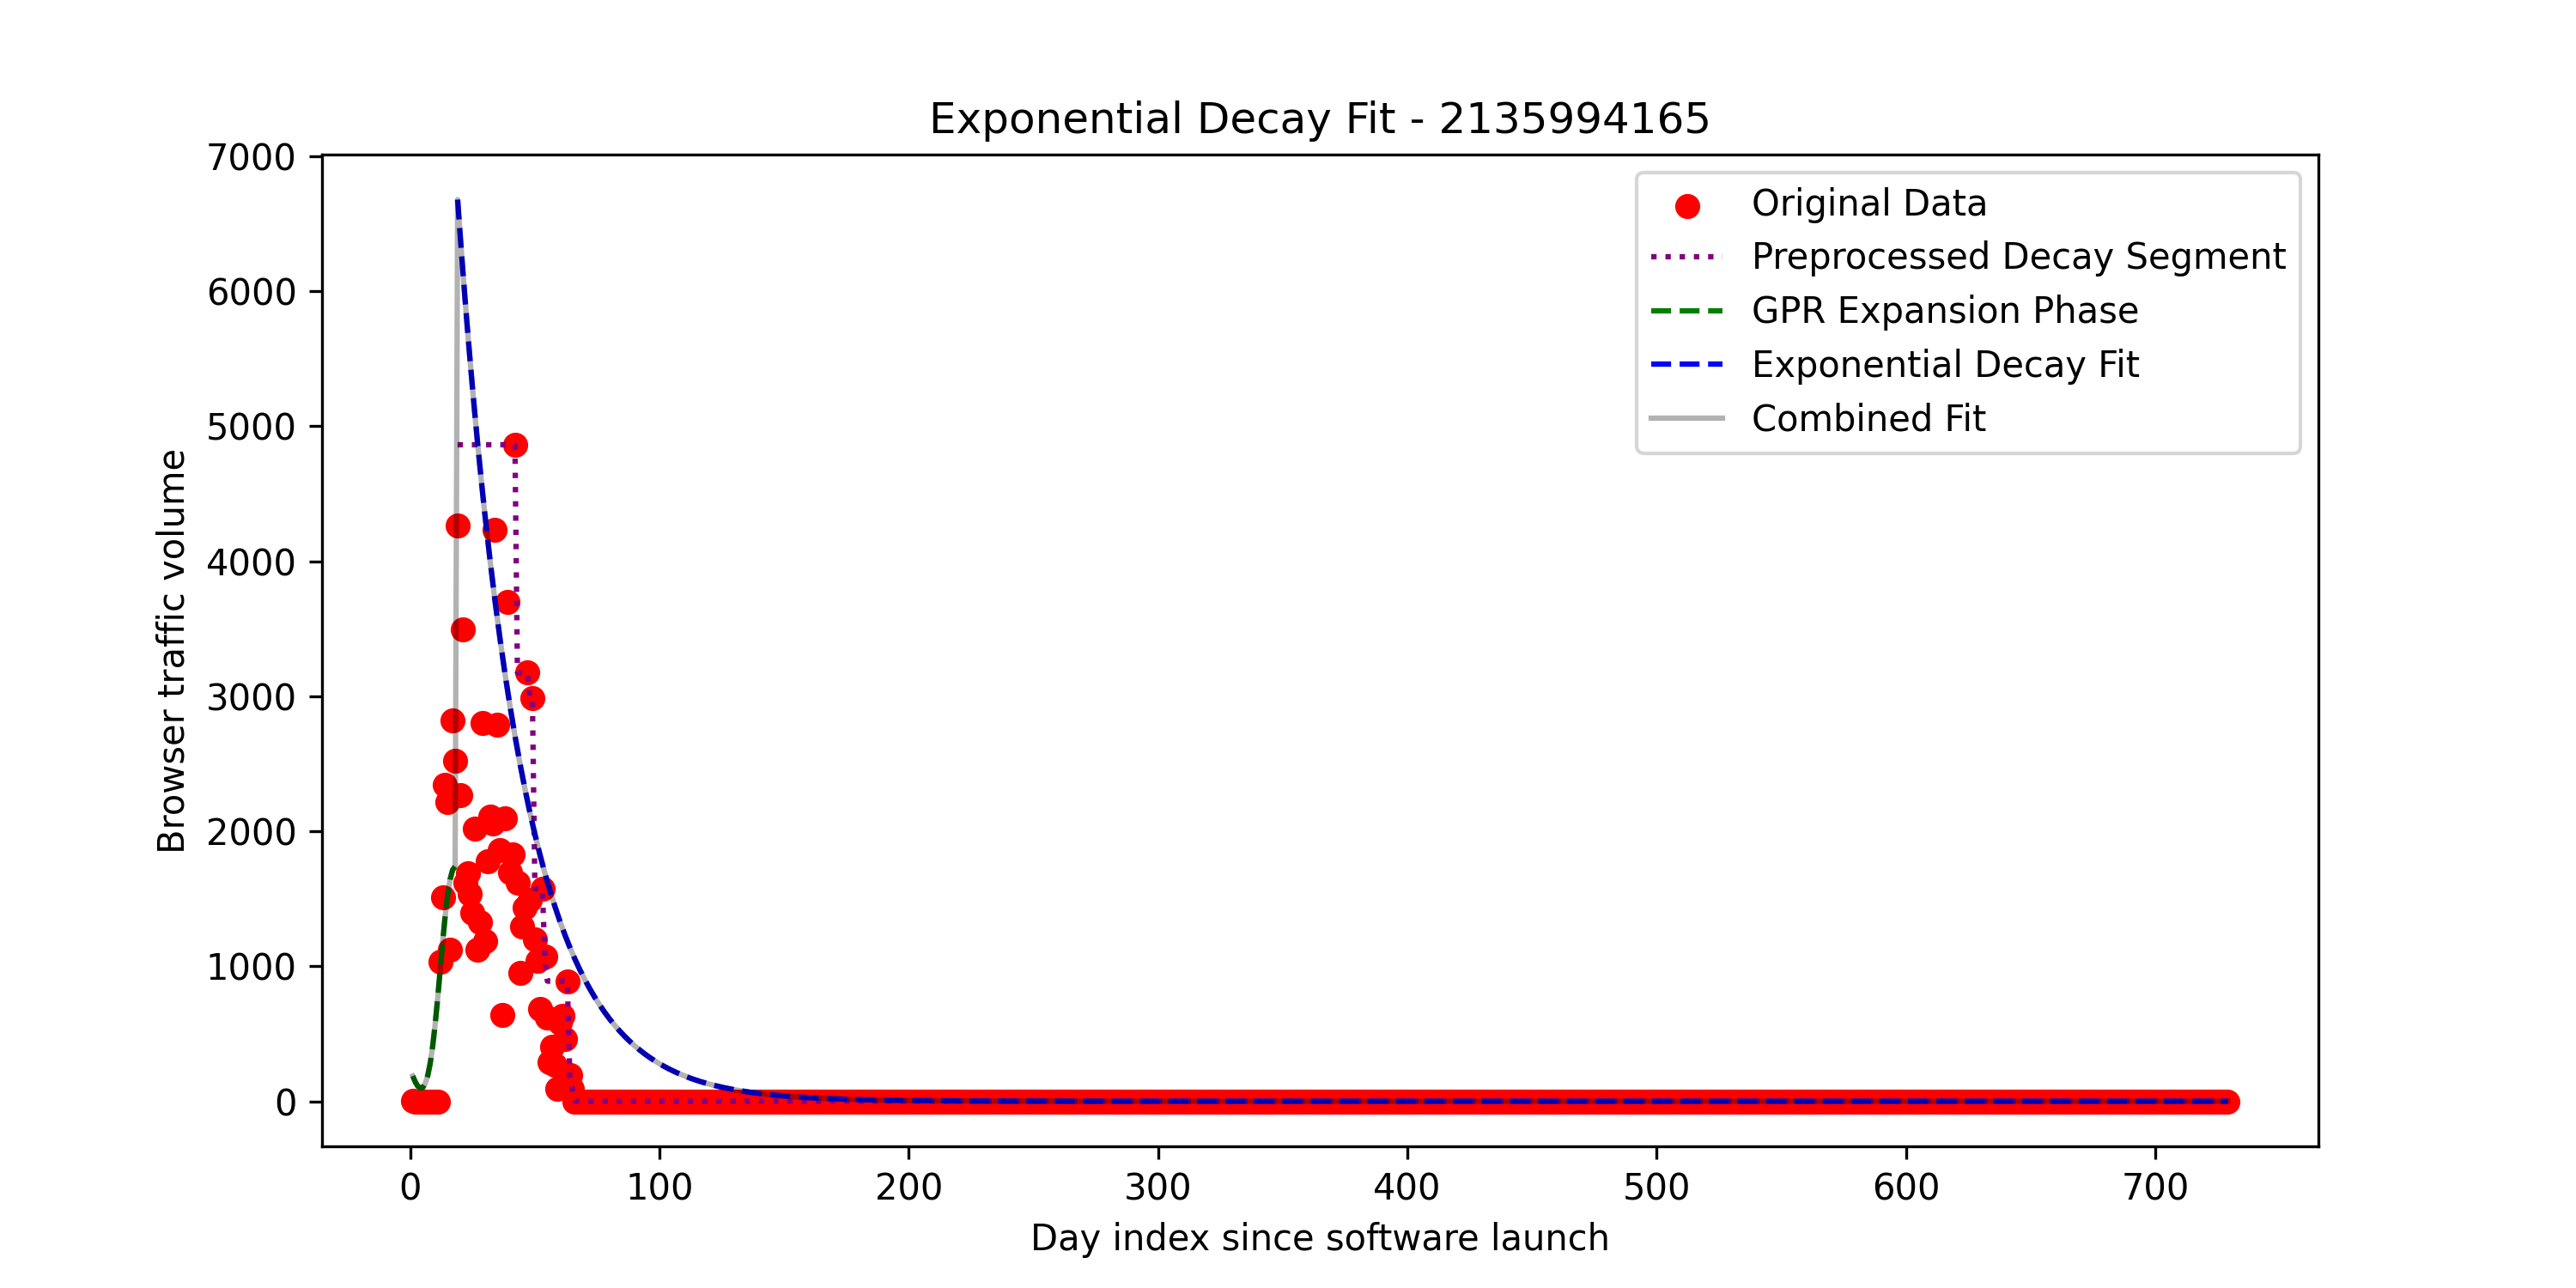 Exponential Decay Fit - 2135994165
7000
6000
5000
4000
3000
2000
1000
0
Browser traffic volume
Original Data
Preprocessed Decay Segment
GPR Expansion Phase
Exponential Decay Fit
Combined Fit
0 100 200 300 400 500 600 700
Day index since software launch